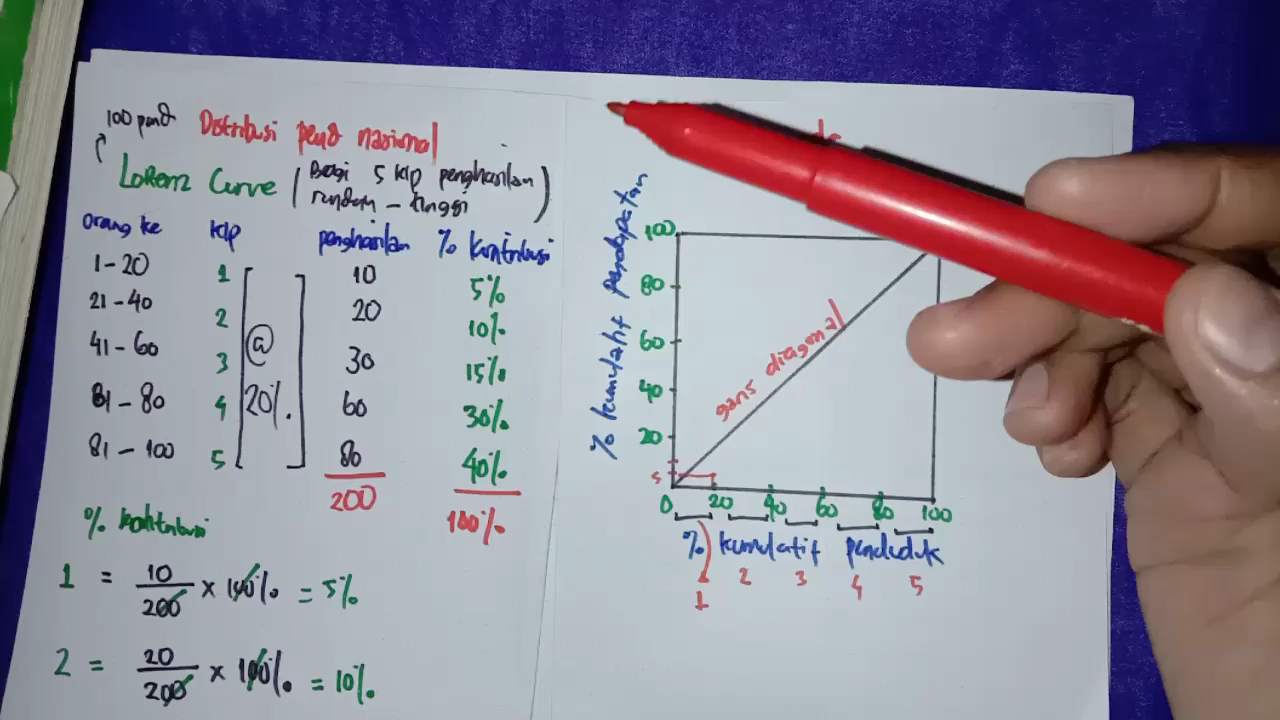 100 pend Distribusi pend nasional
Lorenz Curve (Bagi 5 klp penghasilan
rendam - tinggi)
orang ke klp penghasilan % kontribusi
1-20 1 10 5%
21-40 2 20 10%
41-60 3 @ 30 15%
81-80 4 20%. 60 30%
81-100 5 80 40%
200 100%
% kontribusi
1 = 10/200 x 100% = 5%
2 = 20/200 x 100% = 10%
% kumulatif pendapatan
100
80
60
40
20
5
garis diagonal
0 20 40 60 80 100
% kumulatif penduduk
1 2 3 4 5